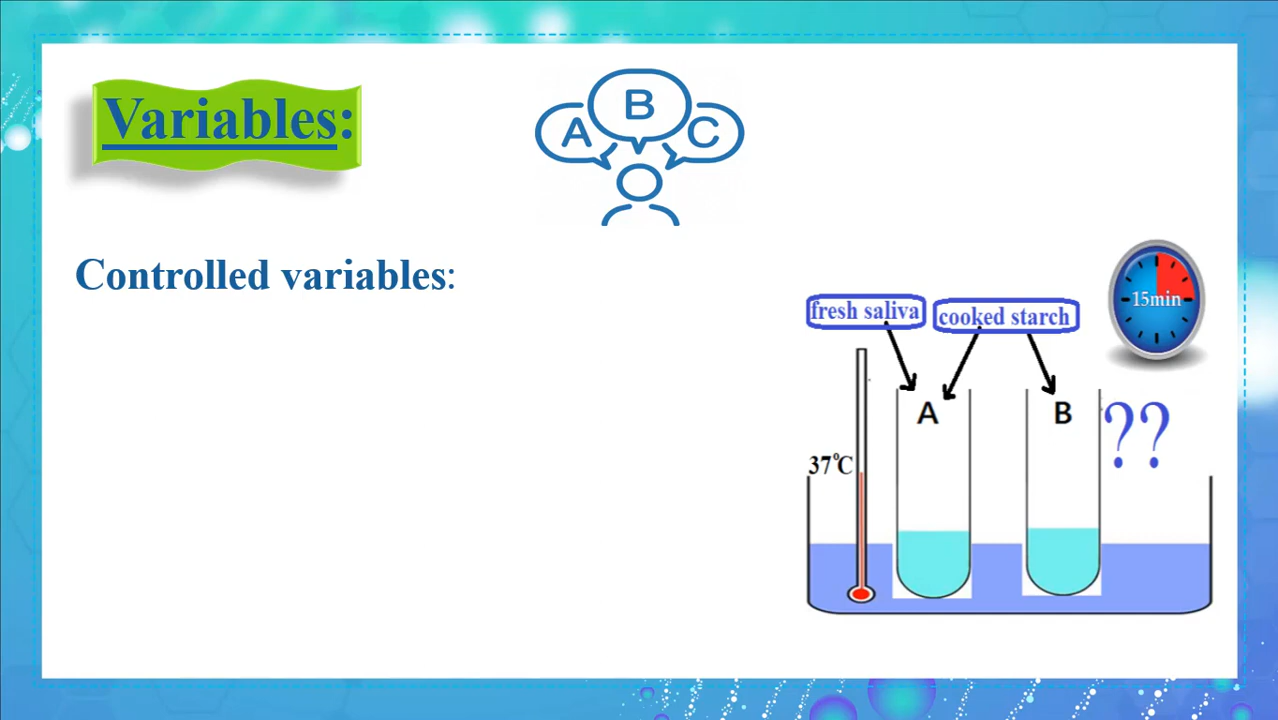 Variables:
A
B
C
Controlled variables:
15min
fresh saliva
cooked starch
A
B
??
37°C